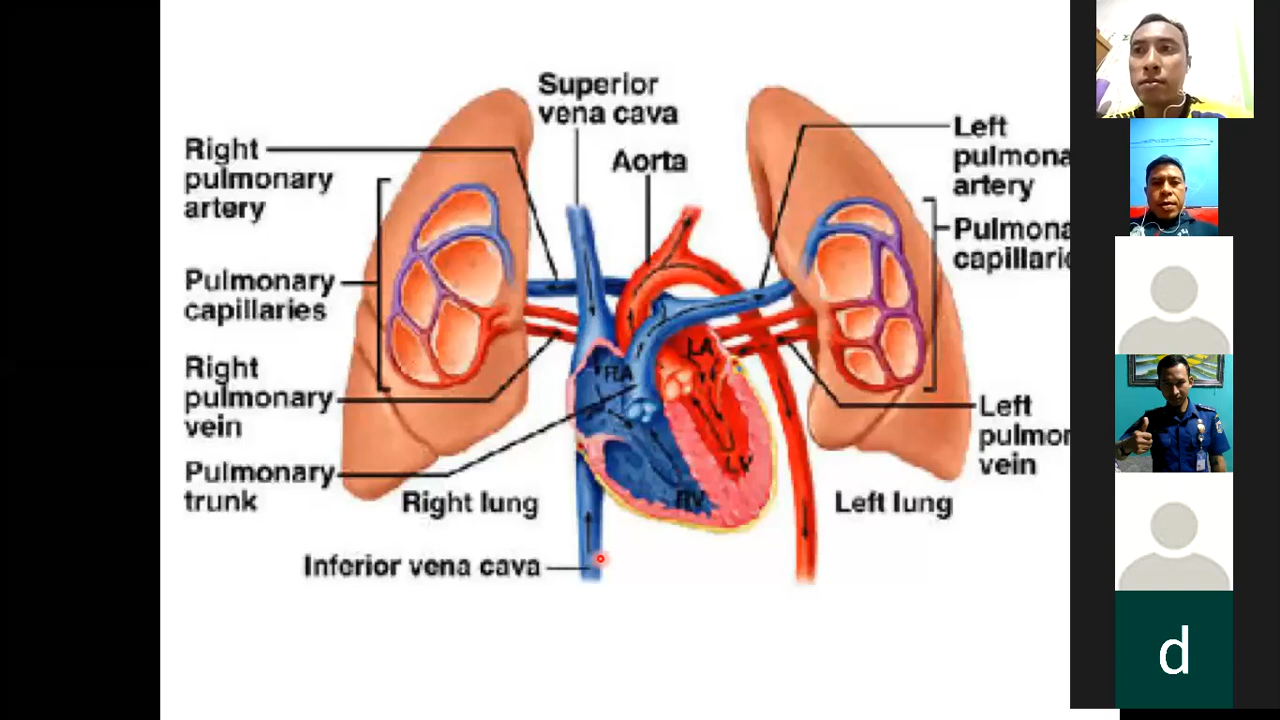 Superior
vena cava
Aorta
Right
pulmonary
artery
Pulmonary
capillaries
Right
pulmonary
vein
Pulmonary
trunk
Right lung
Inferior vena cava
Left
pulmona
artery
Pulmona
capillarie
Left
pulmor
vein
Left lung
LA
RA
LV
RV
d